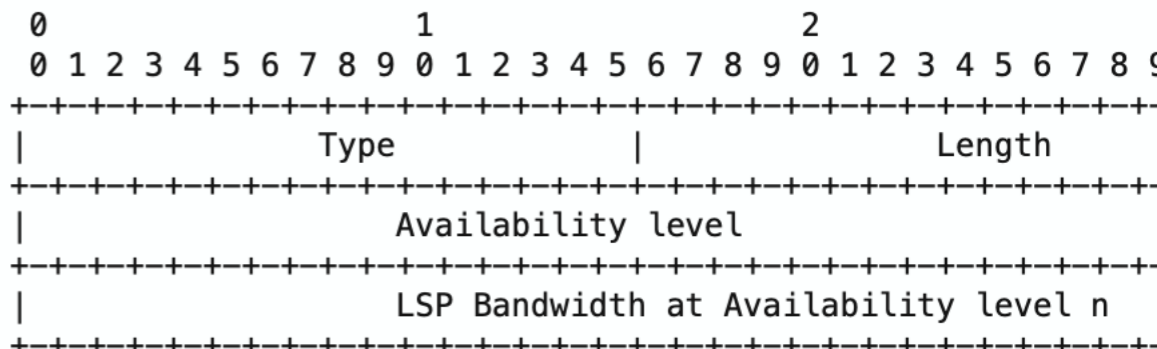 0 1 2
0 1 2 3 4 5 6 7 8 9 0 1 2 3 4 5 6 7 8 9 0 1 2 3 4 5 6 7 8 9
+-+-+-+-+-+-+-+-+-+-+-+-+-+-+-+-+-+-+-+-+-+-+-+-+-+-+-+-+-+-
| Type | Length
+-+-+-+-+-+-+-+-+-+-+-+-+-+-+-+-+-+-+-+-+-+-+-+-+-+-+-+-+-+-
| Availability level
+-+-+-+-+-+-+-+-+-+-+-+-+-+-+-+-+-+-+-+-+-+-+-+-+-+-+-+-+-+-
| LSP Bandwidth at Availability level n
+-+-+-+-+-+-+-+-+-+-+-+-+-+-+-+-+-+-+-+-+-+-+-+-+-+-+-+-+-+-